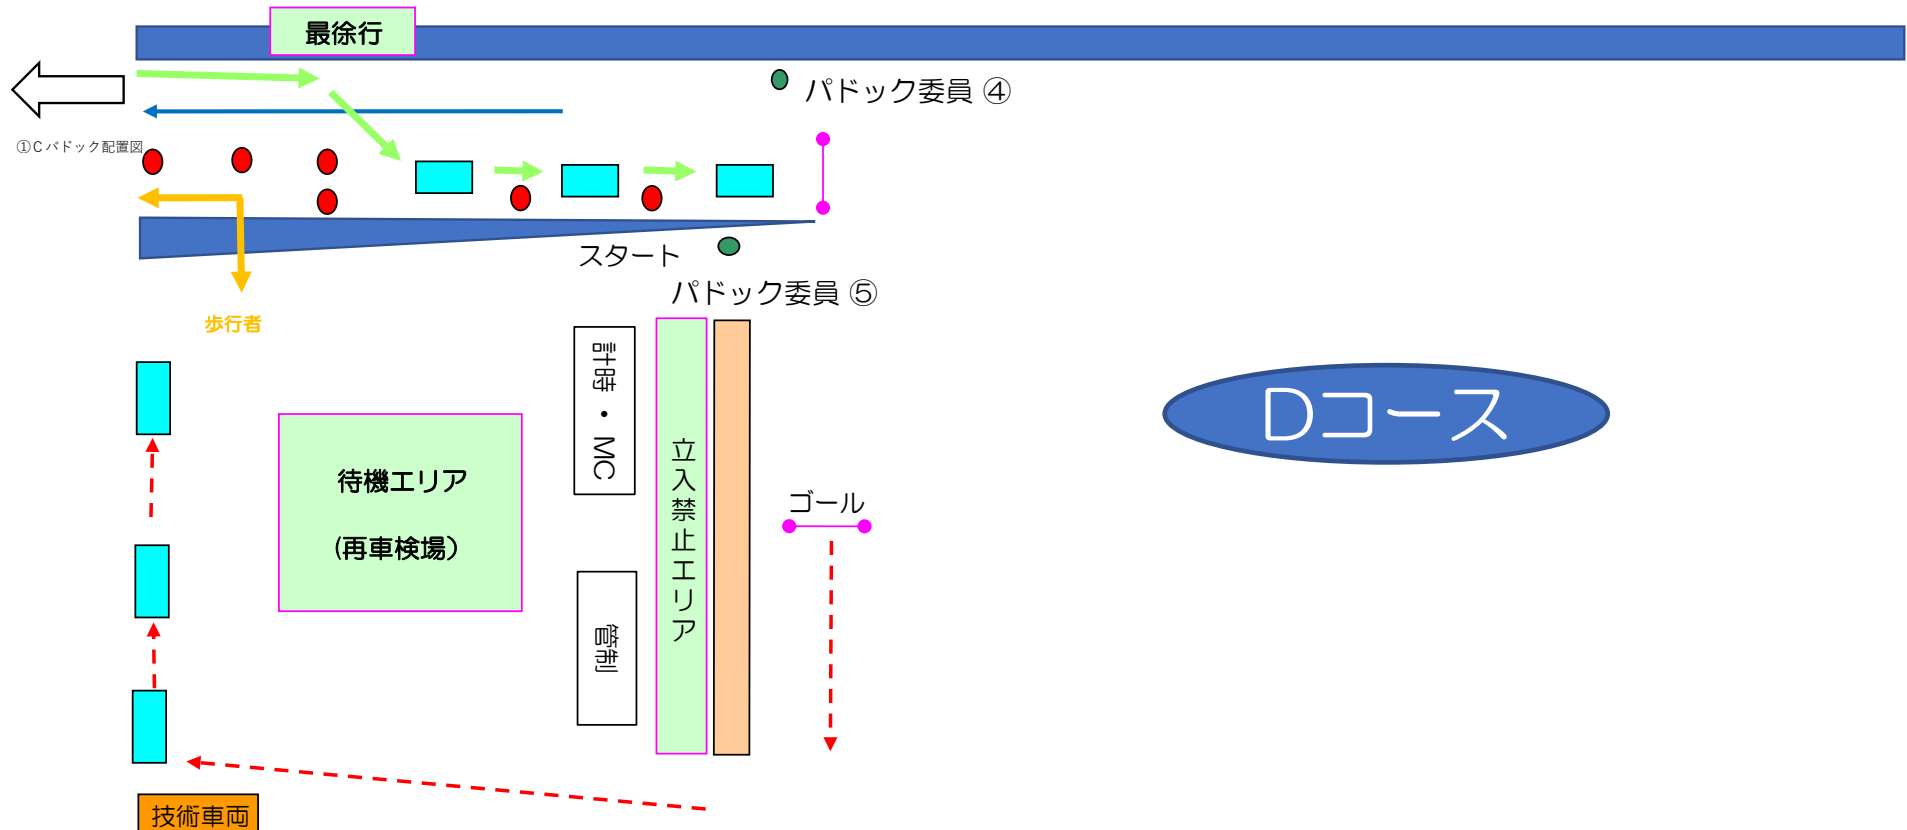 最徐行
パドック委員 ④
①Cパドック配置図
スタート
パドック委員 ⑤
歩行者
計時・MC
立入禁止エリア
Dコース
待機エリア
(再車検場)
ゴール
管制
技術車両